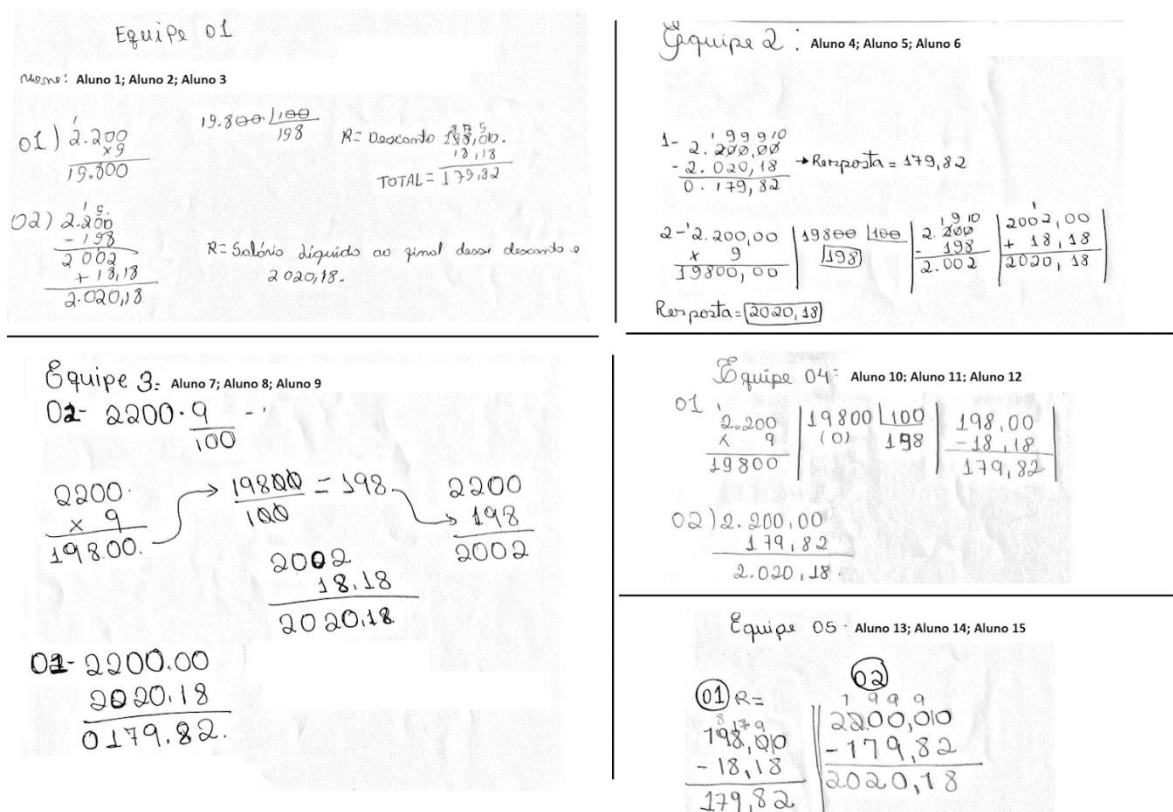 Equipe 01
Nome: Aluno 1; Aluno 2; Aluno 3
01) 2.200
x9
19.800
19.800 100
198
R= Desconto 198,00.
18,18
TOTAL = 179,82
02) 2.200
- 198
2 002
+ 18,18
2.020,18
R= Salário líquido ao final desse desconto e
2020,18.
Equipe 2: Aluno 4; Aluno 5; Aluno 6
1- 2.200,00
- 2.020,18
0.179,82
→ Resposta = 179,82
2- 2.200,00
x 9
19800,00
19800 100
198
2.200
- 198
2.002
2002,00
+ 18,18
2020,18
Resposta = 2020,18
Equipe 3: Aluno 7; Aluno 8; Aluno 9
02- 2200 . 9
100
2200
x 9
198.00.
19800 = 198
100
2200
198
2002
2002
18.18
2020,18
01- 2200.00
2020.18
0179.82.
Equipe 04: Aluno 10; Aluno 11; Aluno 12
01
2.200
x 9
19800
19800 100
(0) 198
198,00
-18,18
179,82
02) 2.200,00
179,82
2.020,18.
Equipe 05- Aluno 13; Aluno 14; Aluno 15
01 R=
198,00
- 18,18
179,82
02
1 9 9 9
2200,00
- 179,82
2020,18